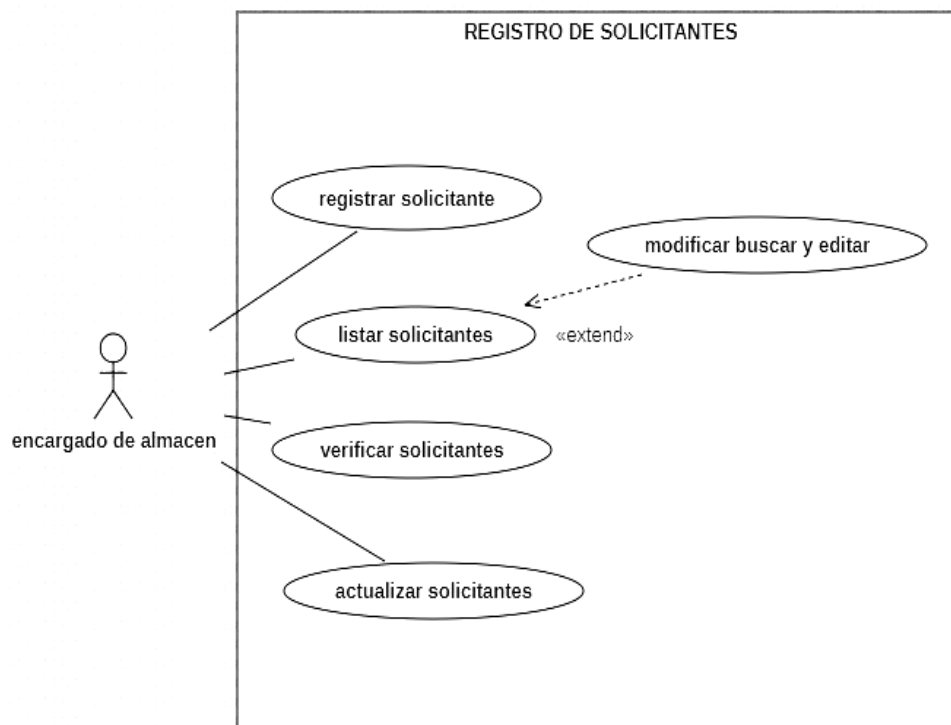 REGISTRO DE SOLICITANTES
registrar solicitante
modificar buscar y editar
listar solicitantes
«extend»
encargado de almacen
verificar solicitantes
actualizar solicitantes